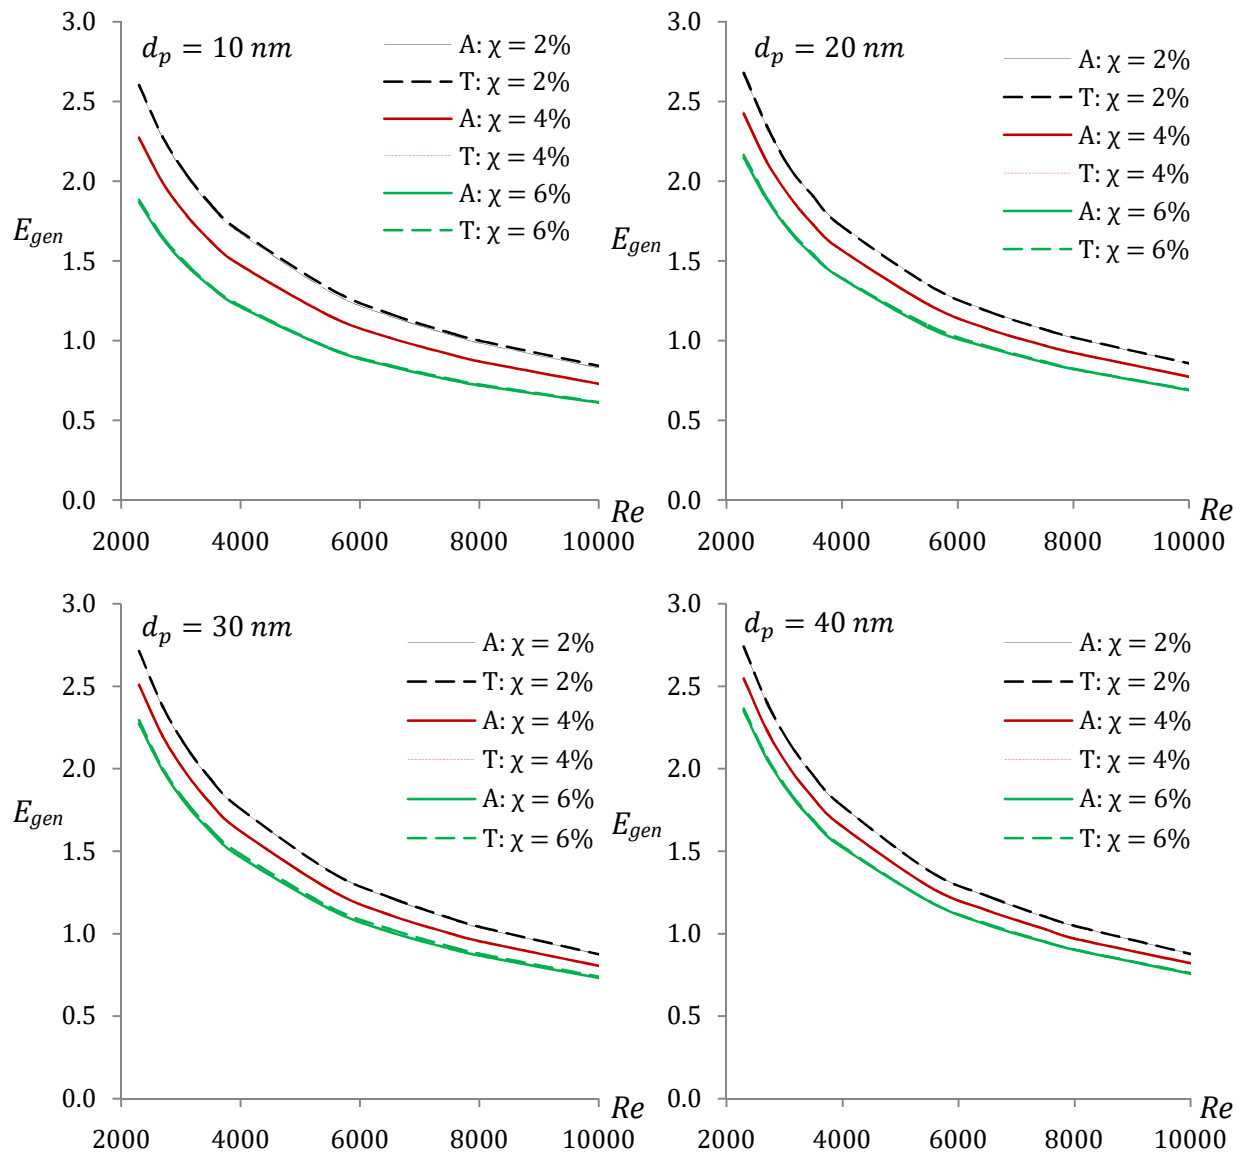 3.0
d_p = 10 nm
A: χ = 2%
T: χ = 2%
A: χ = 4%
T: χ = 4%
A: χ = 6%
T: χ = 6%
2.5
2.0
E_gen
1.5
1.0
0.5
0.0
Re
2000 4000 6000 8000 10000
3.0
d_p = 20 nm
A: χ = 2%
T: χ = 2%
A: χ = 4%
T: χ = 4%
A: χ = 6%
T: χ = 6%
2.5
2.0
E_gen
1.5
1.0
0.5
0.0
Re
2000 4000 6000 8000 10000
3.0
d_p = 30 nm
A: χ = 2%
T: χ = 2%
A: χ = 4%
T: χ = 4%
A: χ = 6%
T: χ = 6%
2.5
2.0
E_gen
1.5
1.0
0.5
0.0
Re
2000 4000 6000 8000 10000
3.0
d_p = 40 nm
A: χ = 2%
T: χ = 2%
A: χ = 4%
T: χ = 4%
A: χ = 6%
T: χ = 6%
2.5
2.0
E_gen
1.5
1.0
0.5
0.0
Re
2000 4000 6000 8000 10000